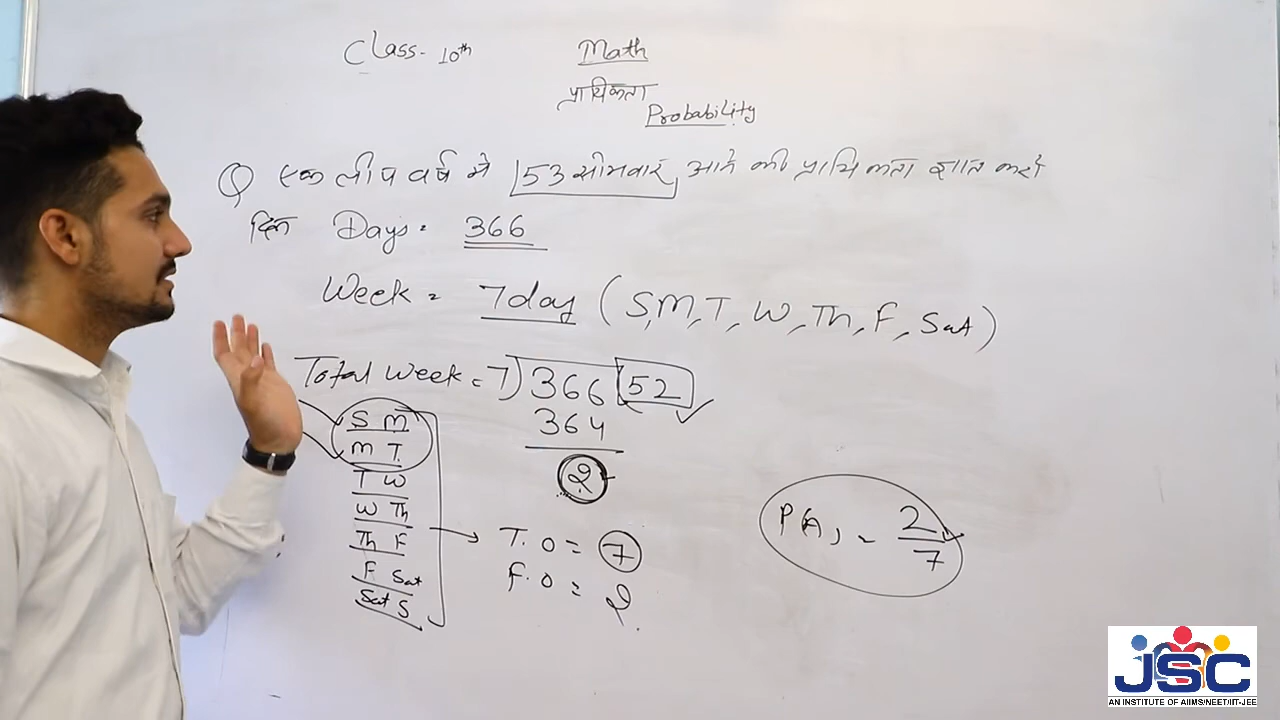 Class- 10th Math
प्रायिकता
Probability
Q एक लीप वर्ष मे 53 सोमवार आने की प्रायिकता ज्ञात करो
दिन Days = 366
Week = 7day (S, M, T, W, Th, F, Sat)
Total Week = 7) 366 (52
364
2
S M
M T
T W
W Th
Th F
F Sat
Sat S
T. O = 7
F. O = 2
P(A) = 2/7
JSC
AN INSTITUTE OF AIIMS/NEET/IIT-JEE